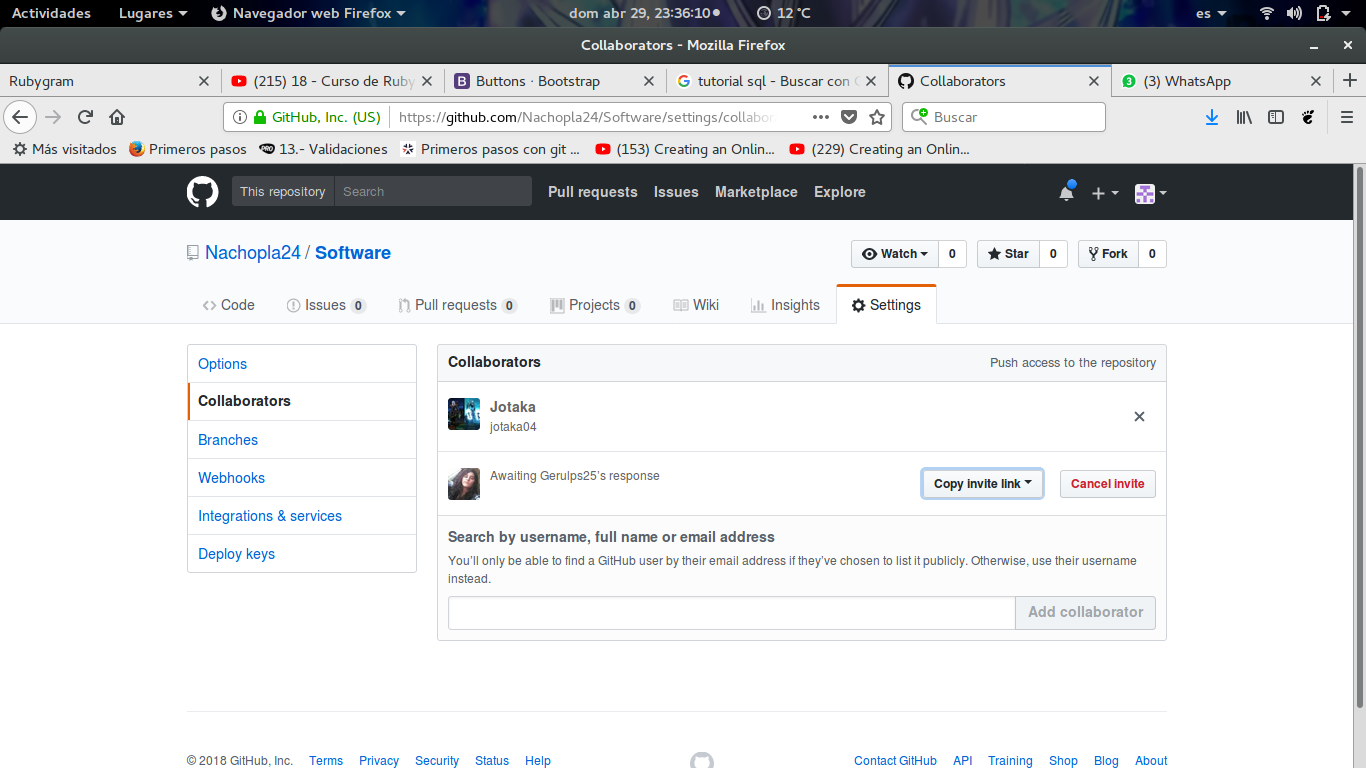 Actividades Lugares Navegador web Firefox dom abr 29, 23:36:10 12 °C es
Collaborators - Mozilla Firefox
Rubygram (215) 18 - Curso de Ruby Buttons · Bootstrap tutorial sql - Buscar con Collaborators (3) WhatsApp
GitHub, Inc. (US) https://github.com/Nachopla24/Software/settings/collabor Buscar
Más visitados Primeros pasos 13.- Validaciones Primeros pasos con git ... (153) Creating an Onlin... (229) Creating an Onlin...
This repository Search Pull requests Issues Marketplace Explore
Nachopla24 / Software Watch 0 Star 0 Fork 0
Code Issues 0 Pull requests 0 Projects 0 Wiki Insights Settings
Options
Collaborators
Branches
Webhooks
Integrations & services
Deploy keys
Collaborators Push access to the repository
Jotaka
jotaka04
Awaiting Gerulps25's response Copy invite link Cancel invite
Search by username, full name or email address
You'll only be able to find a GitHub user by their email address if they've chosen to list it publicly. Otherwise, use their username
instead.
Add collaborator
© 2018 GitHub, Inc. Terms Privacy Security Status Help Contact GitHub API Training Shop Blog About